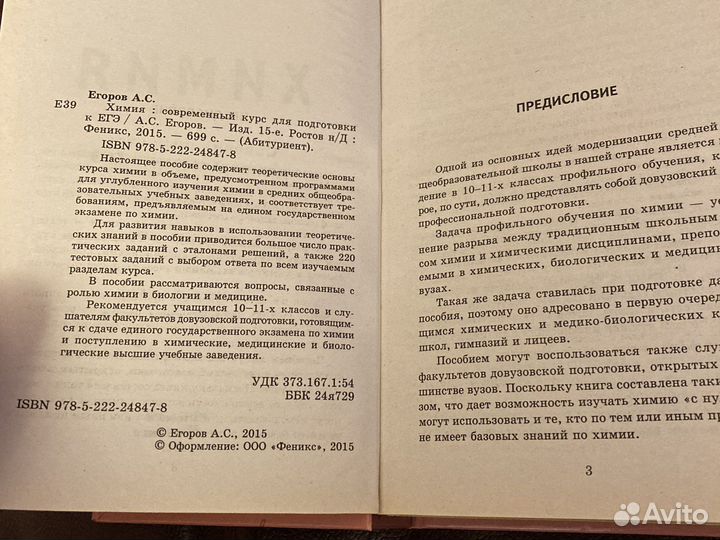 Егоров А.С.
Е39 Химия : современный курс для подготовки
к ЕГЭ / А.С. Егоров. — Изд. 15-е. Ростов н/Д :
Феникс, 2015. — 699 с. — (Абитуриент).
ISBN 978-5-222-24847-8
Настоящее пособие содержит теоретические основы
курса химии в объеме, предусмотренном программами
для углубленного изучения химии в средних общеобра-
зовательных учебных заведениях, и соответствует тре-
бованиям, предъявляемым на едином государственном
экзамене по химии.
Для развития навыков в использовании теоретиче-
ских знаний в пособии приводится большое число прак-
тических заданий с эталонами решений, а также 220
тестовых заданий с выбором ответа по всем изучаемым
разделам курса.
В пособии рассматриваются вопросы, связанные с
ролью химии в биологии и медицине.
Рекомендуется учащимся 10–11-х классов и слу-
шателям факультетов довузовской подготовки, готовящим-
ся к сдаче единого государственного экзамена по химии
и поступлению в химические, медицинские и биоло-
гические высшие учебные заведения.
УДК 373.167.1:54
ББК 24я729
ISBN 978-5-222-24847-8
© Егоров А.С., 2015
© Оформление: ООО «Феникс», 2015
ХИМИЯ
ПРЕДИСЛОВИЕ
Одной из основных идей модернизации средней
щеобразовательной школы в нашей стране является
дение в 10–11-х классах профильного обучения, к
рое, по сути, должно представлять собой довузовский
профессиональной подготовки.
Задача профильного обучения по химии — ус
нение разрыва между традиционным школьным
сом химии и химическими дисциплинами, препо
емыми в химических, биологических и медици
вузах.
Такая же задача ставилась при подготовке да
пособия, поэтому оно адресовано в первую очеред
щимся химических и медико-биологических к
школ, гимназий и лицеев.
Пособием могут воспользоваться также слу
факультетов довузовской подготовки, открытых
шинстве вузов. Поскольку книга составлена таки
зом, что дает возможность изучать химию «с ну
могут использовать и те, кто по тем или иным пр
не имеет базовых знаний по химии.
3
Avito